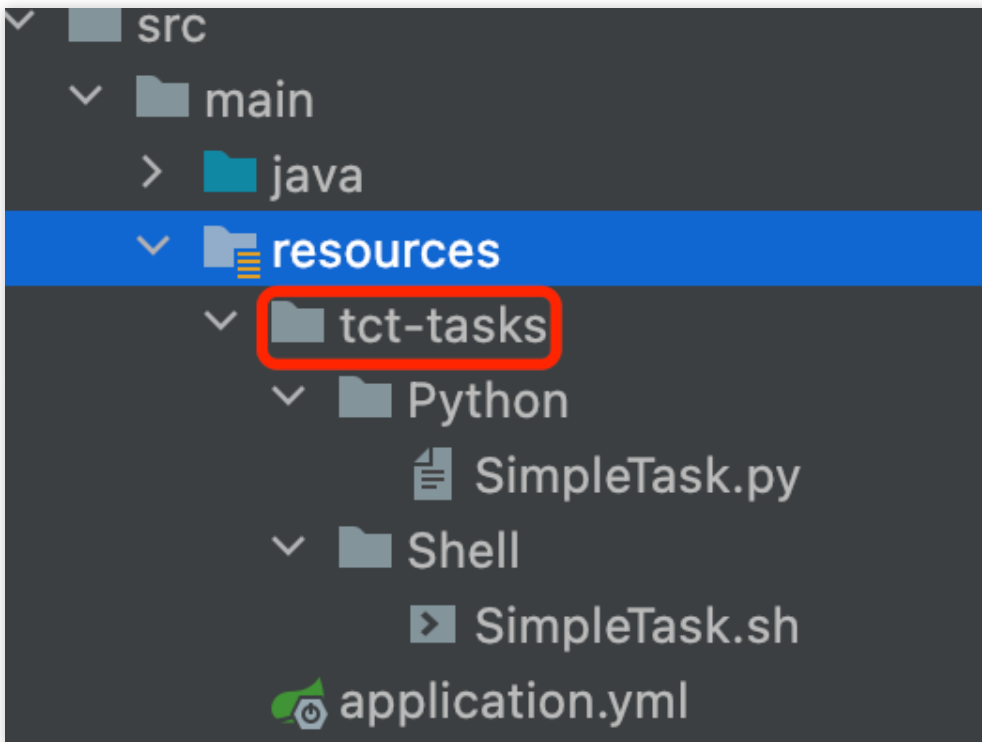 src
main
java
resources
tct-tasks
Python
SimpleTask.py
Shell
SimpleTask.sh
application.yml